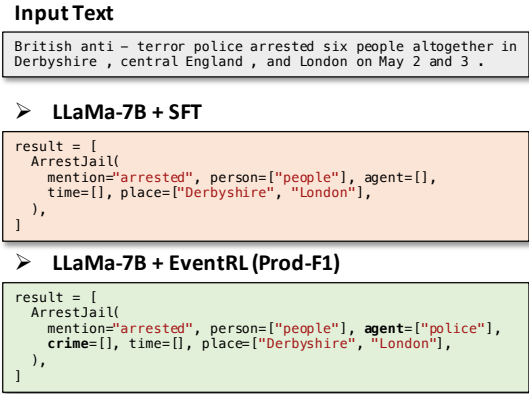 Input Text
British anti – terror police arrested six people altogether in
Derbyshire , central England , and London on May 2 and 3 .
➢ LLaMa-7B + SFT
result = [
  ArrestJail(
    mention="arrested", person=["people"], agent=[],
    time=[], place=["Derbyshire", "London"],
  ),
]
➢ LLaMa-7B + EventRL (Prod-F1)
result = [
  ArrestJail(
    mention="arrested", person=["people"], agent=["police"],
    crime=[], time=[], place=["Derbyshire", "London"],
  ),
]